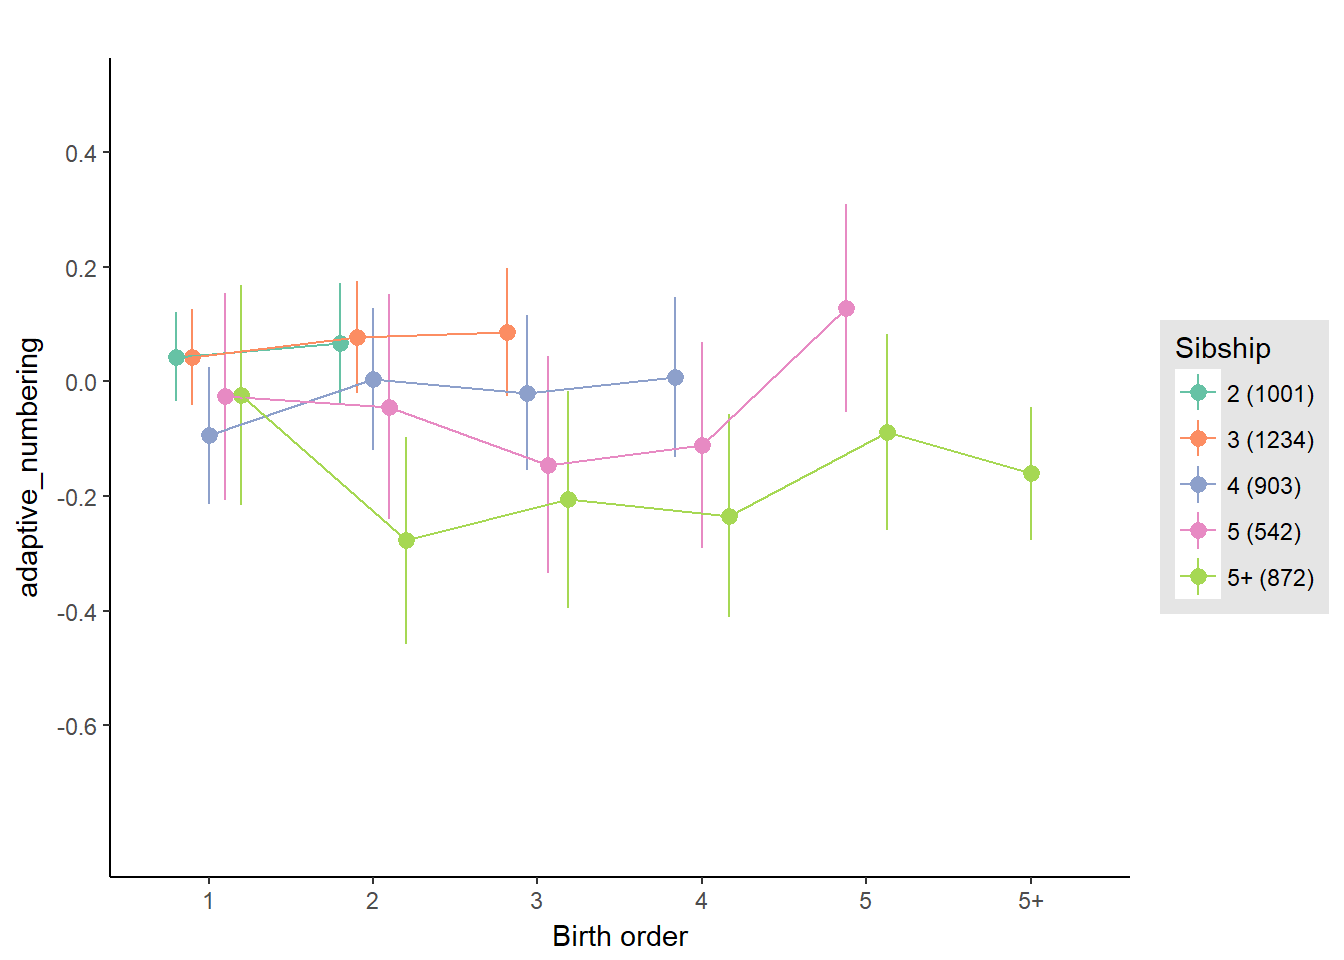 0.4
0.2
0.0
-0.2
-0.4
-0.6
adaptive_numbering
1 2 3 4 5 5+
Birth order
Sibship
2 (1001)
3 (1234)
4 (903)
5 (542)
5+ (872)